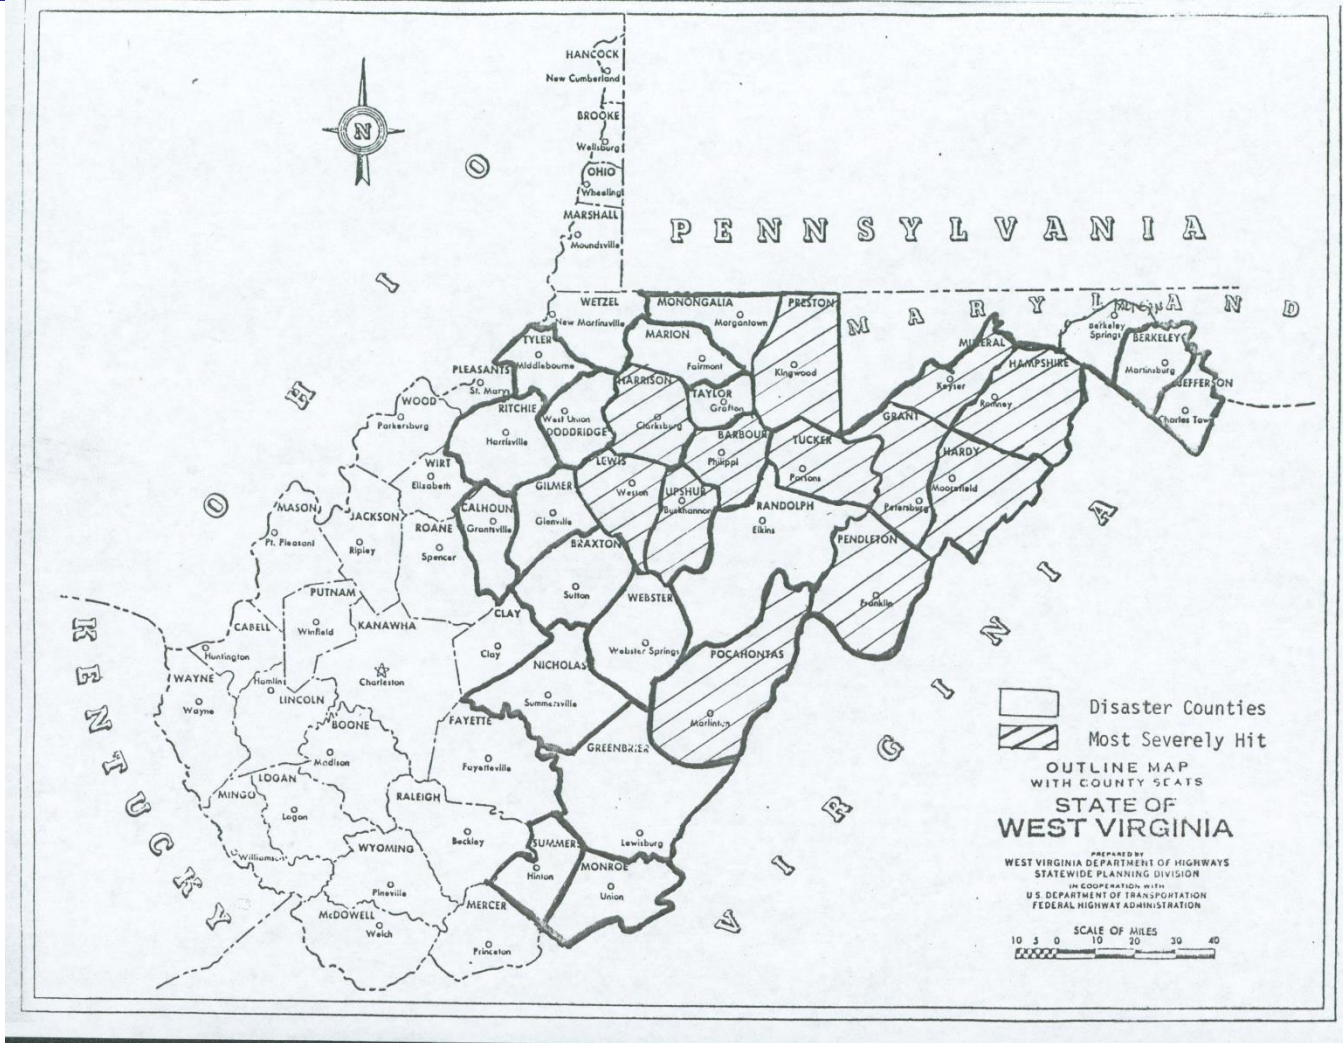 HANCOCK
New Cumberland
BROOKE
Wellsburg
OHIO
Wheeling
MARSHALL
Moundsville
N
OHIO
PENNSYLVANIA
MARYLAND
WETZEL
New Martinsville
MONONGALIA
Morgantown
PRESTON
Kingwood
MARION
Fairmont
TYLER
Middlebourne
PLEASANTS
St. Marys
WOOD
Parkersburg
RITCHIE
Harrisville
West Union
DODDRIDGE
HARRISON
Clarksburg
TAYLOR
Grafton
BARBOUR
Philippi
TUCKER
Parsons
MINERAL
Keyser
HAMPSHIRE
Romney
GRANT
Petersburg
HARDY
Moorefield
Berkeley
Springs
BERKELEY
Martinsburg
JEFFERSON
Charles Town
WIRT
Elizabeth
CALHOUN
Grantsville
GILMER
Glenville
LEWIS
Weston
UPSHUR
Buckhannon
RANDOLPH
Elkins
PENDLETON
Franklin
MASON
Pt. Pleasant
JACKSON
Ripley
ROANE
Spencer
BRAXTON
Sutton
WEBSTER
Webster Springs
POCAHONTAS
Marlinton
PUTNAM
Winfield
KANAWHA
Charleston
CLAY
Clay
NICHOLAS
Summersville
CABELL
Huntington
WAYNE
Wayne
Hamlin
LINCOLN
BOONE
Madison
FAYETTE
Fayetteville
GREENBRIER
Lewisburg
LOGAN
Logan
MINGO
Williamson
RALEIGH
Beckley
SUMMERS
Hinton
MONROE
Union
WYOMING
Pineville
McDOWELL
Welch
MERCER
Princeton
KENTUCKY
VIRGINIA
Disaster Counties
Most Severely Hit
OUTLINE MAP
WITH COUNTY SEATS
STATE OF
WEST VIRGINIA
PREPARED BY
WEST VIRGINIA DEPARTMENT OF HIGHWAYS
STATEWIDE PLANNING DIVISION
IN COOPERATION WITH
U.S. DEPARTMENT OF TRANSPORTATION
FEDERAL HIGHWAY ADMINISTRATION
SCALE OF MILES
10 5 0 10 20 30 40